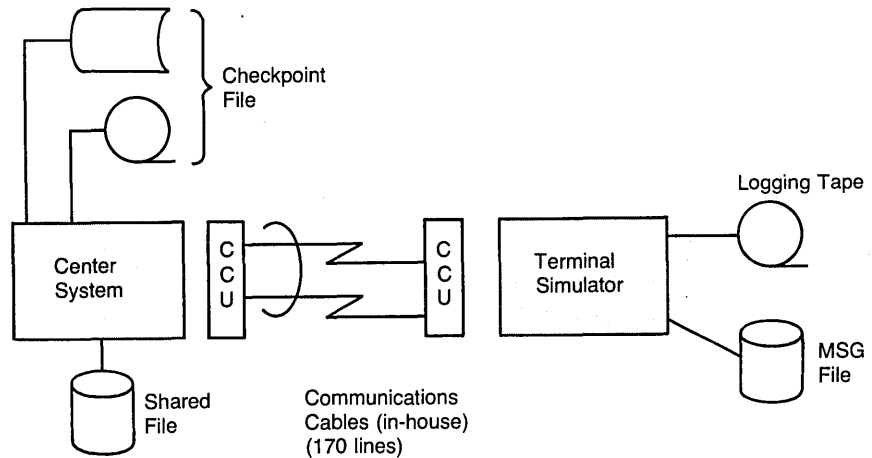 Checkpoint
File
Logging Tape
Center
System
C
C
U
C
C
U
Terminal
Simulator
MSG
File
Shared
File
Communications
Cables (in-house)
(170 lines)